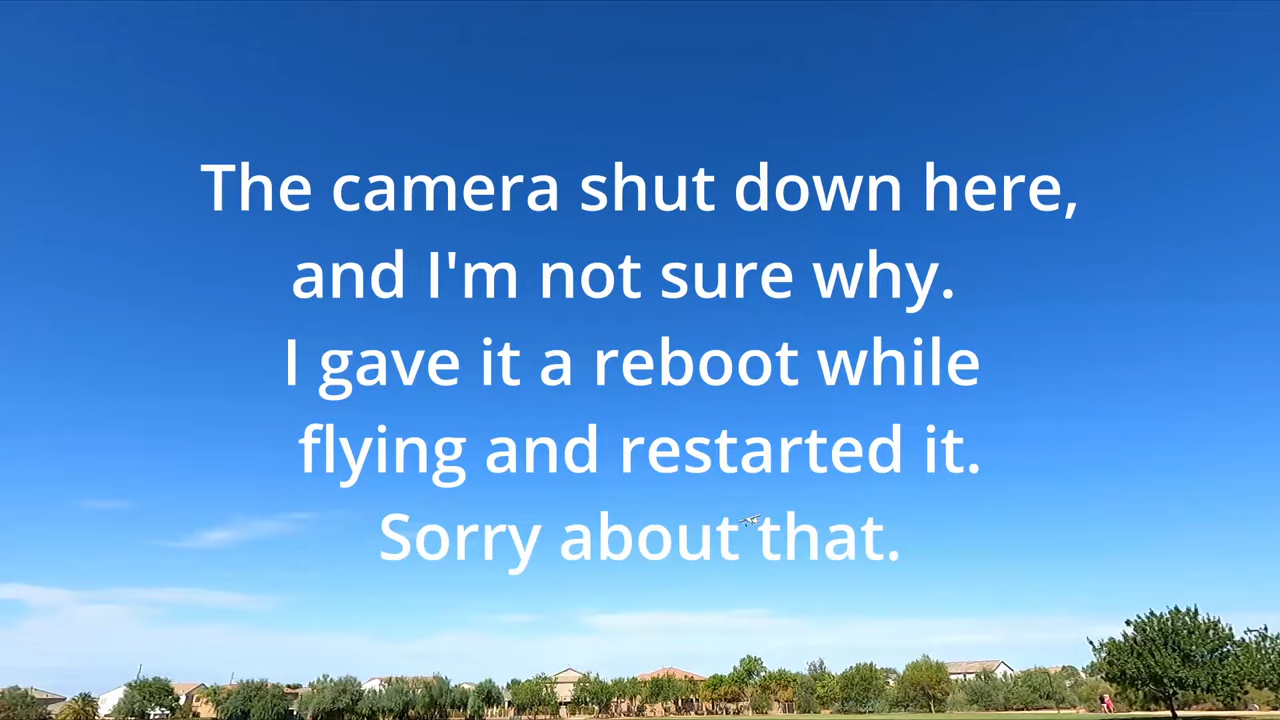 The camera shut down here,
and I'm not sure why.
I gave it a reboot while
flying and restarted it.
Sorry about that.